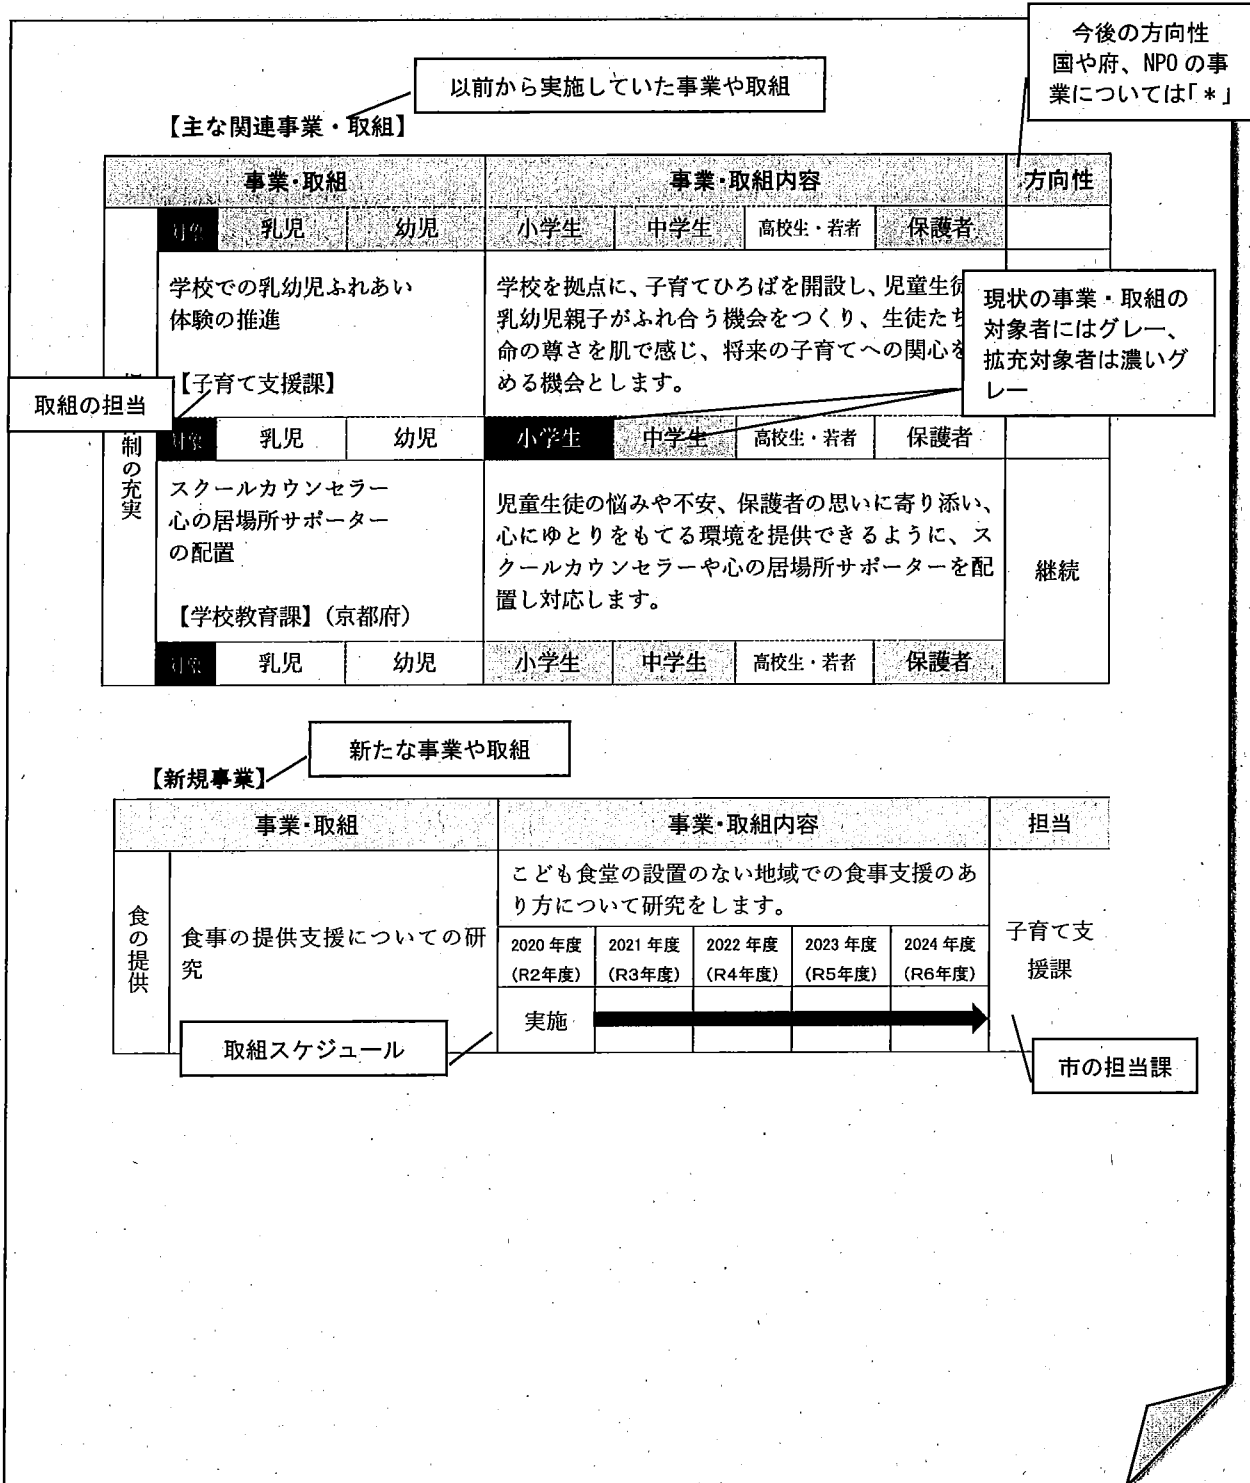 今後の方向性
国や府、NPOの事
業については「*」
以前から実施していた事業や取組
【主な関連事業・取組】
事業・取組 事業・取組内容 方向性
対象 乳児 幼児 小学生 中学生 高校生・若者 保護者
学校での乳幼児ふれあい
体験の推進
【子育て支援課】
学校を拠点に、子育てひろばを開設し、児童生徒
乳幼児親子がふれ合う機会をつくり、生徒たち
命の尊さを肌で感じ、将来の子育てへの関心を
める機会とします。
現状の事業・取組の
対象者にはグレー、
拡充対象者は濃いグ
レー
取組の担当
対象 乳児 幼児 小学生 中学生 高校生・若者 保護者
制の充実
スクールカウンセラー
心の居場所サポーター
の配置
【学校教育課】(京都府)
児童生徒の悩みや不安、保護者の思いに寄り添い、
心にゆとりをもてる環境を提供できるように、ス
クールカウンセラーや心の居場所サポーターを配
置し対応します。
継続
対象 乳児 幼児 小学生 中学生 高校生・若者 保護者
新たな事業や取組
【新規事業】
事業・取組 事業・取組内容 担当
食の提供
食事の提供支援についての研
究
こども食堂の設置のない地域での食事支援のあ
り方について研究をします。
2020年度 2021年度 2022年度 2023年度 2024年度
(R2年度) (R3年度) (R4年度) (R5年度) (R6年度)
実施
子育て支
援課
取組スケジュール
市の担当課